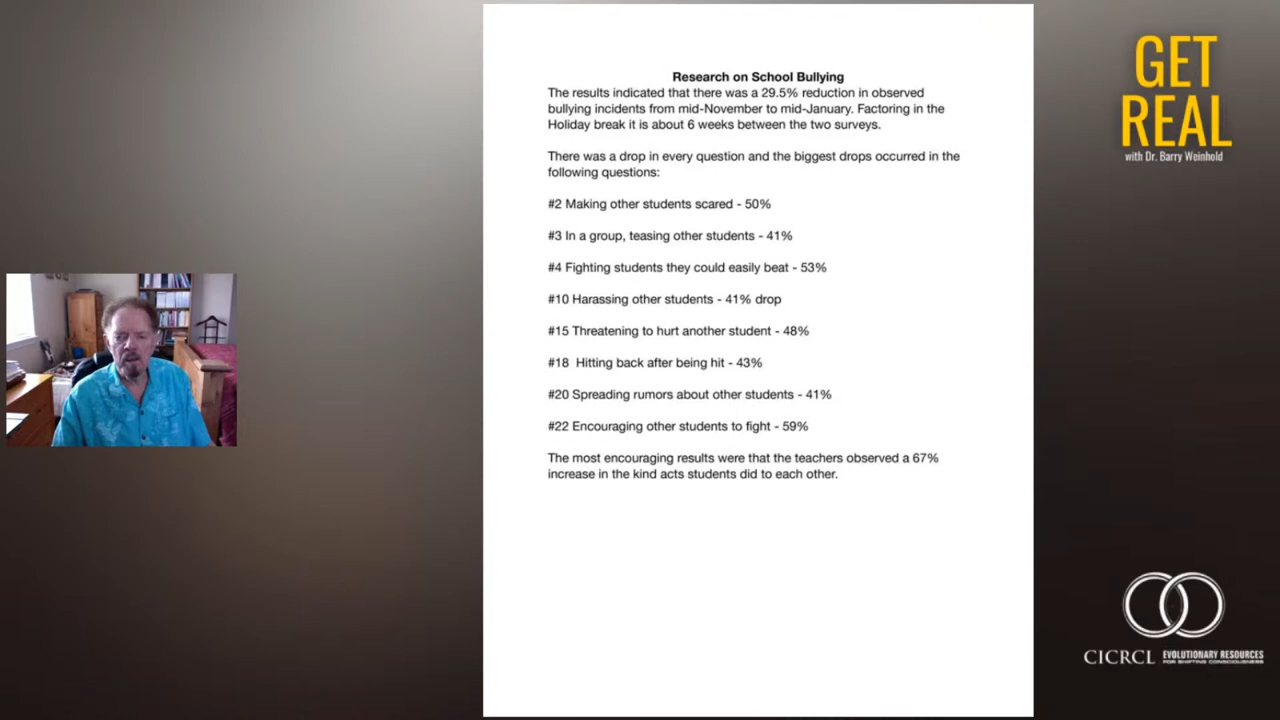 Research on School Bullying
The results indicated that there was a 29.5% reduction in observed
bullying incidents from mid-November to mid-January. Factoring in the
Holiday break it is about 6 weeks between the two surveys.
There was a drop in every question and the biggest drops occurred in the
following questions:
#2 Making other students scared - 50%
#3 In a group, teasing other students - 41%
#4 Fighting students they could easily beat - 53%
#10 Harassing other students - 41% drop
#15 Threatening to hurt another student - 48%
#18  Hitting back after being hit - 43%
#20 Spreading rumors about other students - 41%
#22 Encouraging other students to fight - 59%
The most encouraging results were that the teachers observed a 67%
increase in the kind acts students did to each other.
GET
REAL
with Dr. Barry Weinhold
CICRCL EVOLUTIONARY RESOURCES
FOR SHIFTING CONSCIOUSNESS